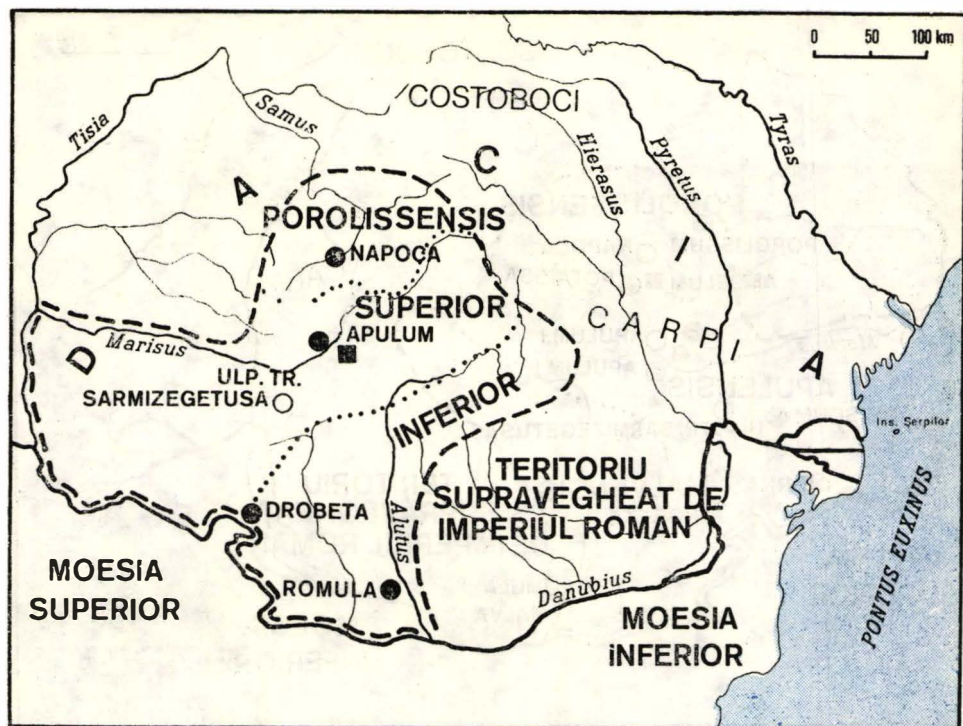 0 50 100 km
COSTOBOCI
Tisia
Samus
Hierasus
Pyretus
Tyras
D A C I A
POROLISSENSIS
NAPOCA
SUPERIOR
CARPI
Marisus
APULUM
ULP. TR.
SARMIZEGETUSA
INFERIOR
Ins. Șerpilor
TERITORIU
SUPRAVEGHEAT DE
IMPERIUL ROMAN
DROBETA
Alutus
MOESIA
SUPERIOR
ROMULA
Danubius
MOESIA
INFERIOR
PONTUS EUXINUS